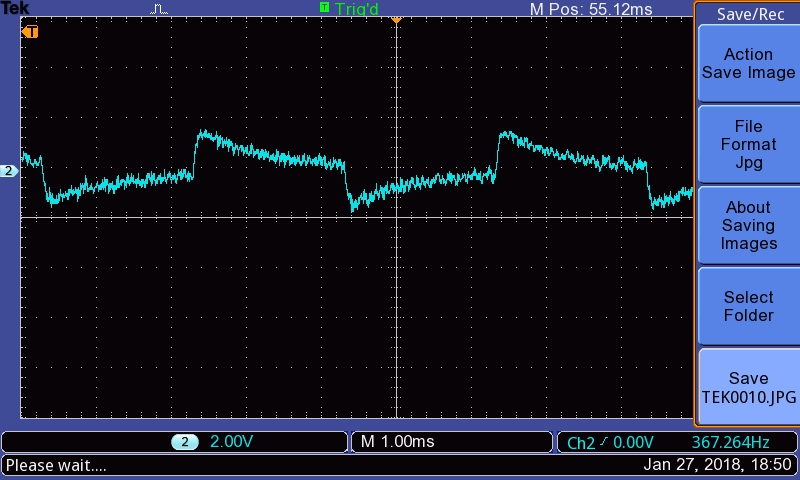 Tek
T Trig'd
M Pos: 55.12ms
Save/Rec
T
Action
Save Image
File
Format
Jpg
2
About
Saving
Images
Select
Folder
Save
TEK0010.JPG
2 2.00V
M 1.00ms
Ch2 / 0.00V 367.264Hz
Please wait....
Jan 27, 2018, 18:50